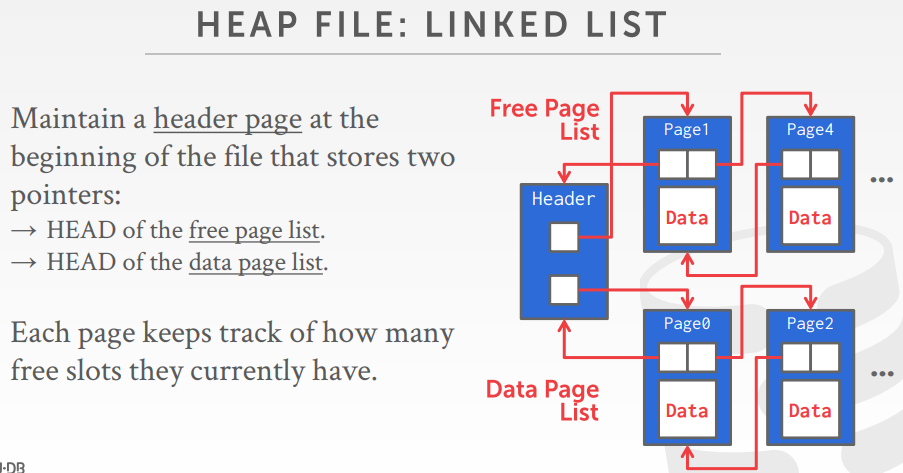 HEAP FILE: LINKED LIST
Maintain a header page at the
beginning of the file that stores two
pointers:
→ HEAD of the free page list.
→ HEAD of the data page list.
Each page keeps track of how many
free slots they currently have.
Free Page
List
Page1
Page4
Header
Data
Data
...
Page0
Page2
Data Page
List
Data
Data
...
·DB